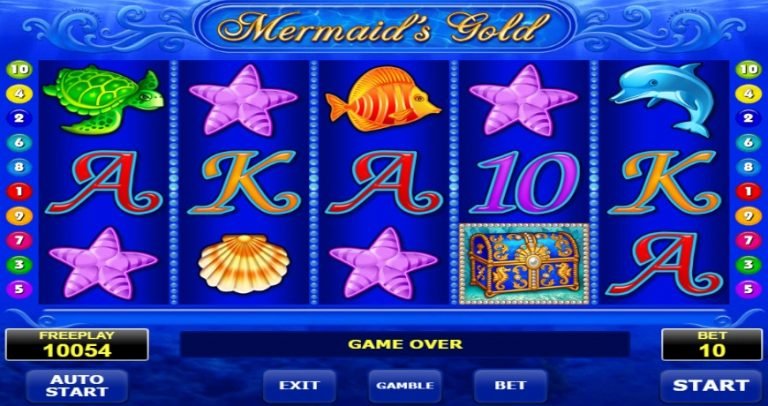 Mermaid's Gold
10 10
4 4
2 2
6 6
8 8
A K A 10 K
1 1
9 9
7 7
3 3
A
5 5
FREEPLAY
10054
GAME OVER
BET
10
AUTO
START
EXIT
GAMBLE
BET
START